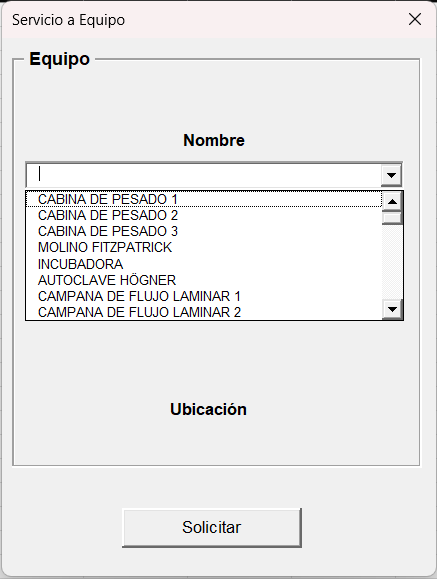 Servicio a Equipo
Equipo
Nombre
CABINA DE PESADO 1
CABINA DE PESADO 2
CABINA DE PESADO 3
MOLINO FITZPATRICK
INCUBADORA
AUTOCLAVE HÖGNER
CAMPANA DE FLUJO LAMINAR 1
CAMPANA DE FLUJO LAMINAR 2
Ubicación
Solicitar